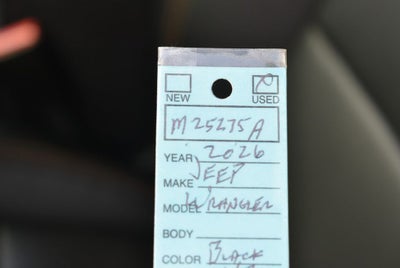 NEW USED
M25275A
YEAR 2026
MAKE JEEP
MODEL WRANGLER
BODY
COLOR BLACK